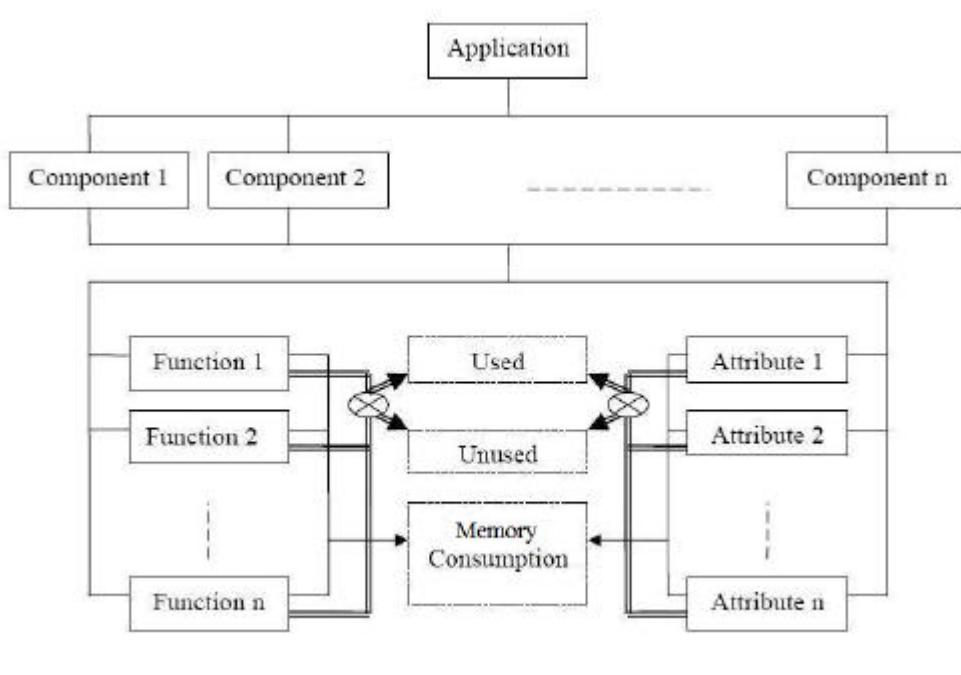 Application
Component 1
Component 2
Component n
Function 1
Used
Attribute 1
Function 2
Unused
Attribute 2
Memory
Consumption
Function n
Attribute n